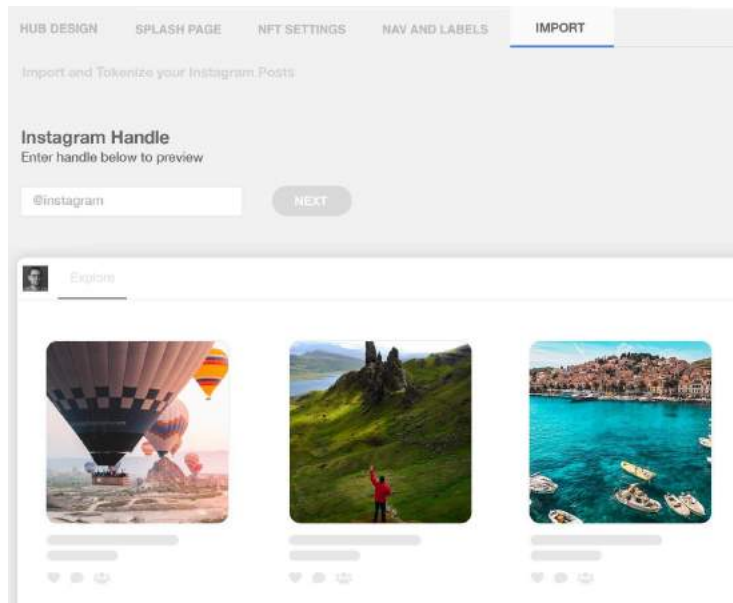 HUB DESIGN SPLASH PAGE NFT SETTINGS NAV AND LABELS IMPORT
Import and Tokenize your Instagram Posts
Instagram Handle
Enter handle below to preview
@instagram NEXT
Explore